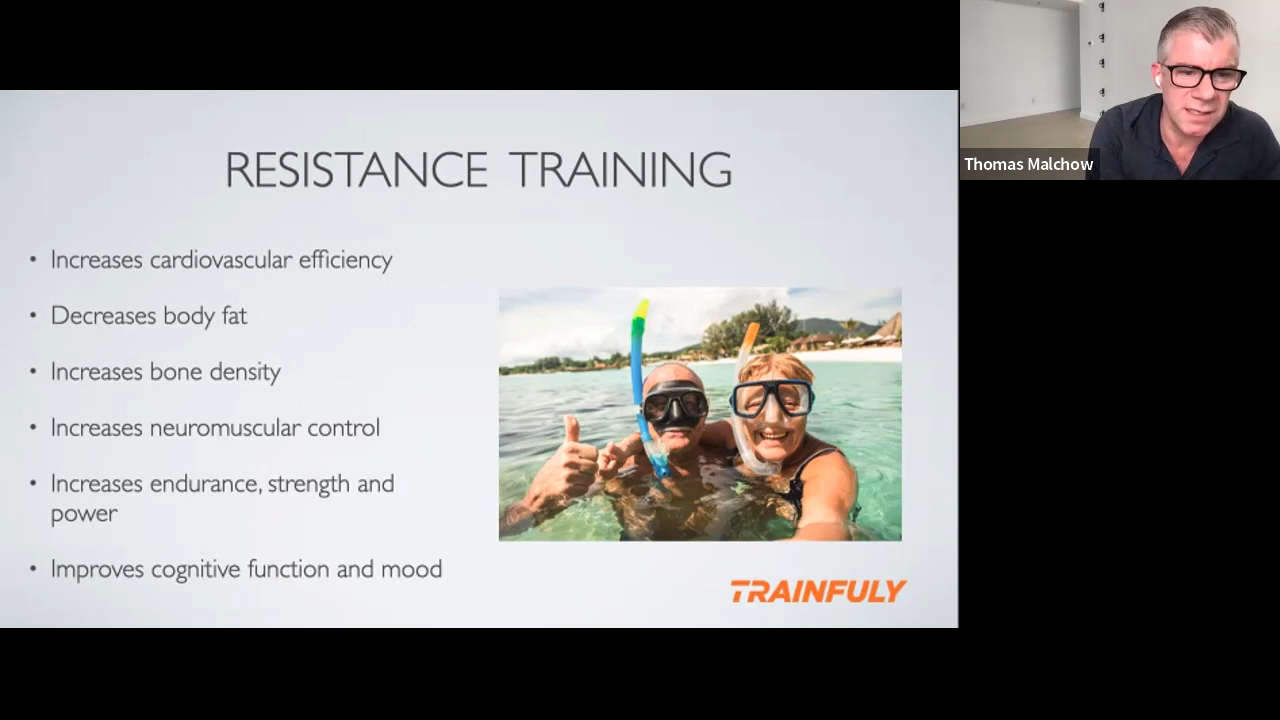 RESISTANCE TRAINING
• Increases cardiovascular efficiency
• Decreases body fat
• Increases bone density
• Increases neuromuscular control
• Increases endurance, strength and
power
• Improves cognitive function and mood
TRAINFULY
Thomas Malchow